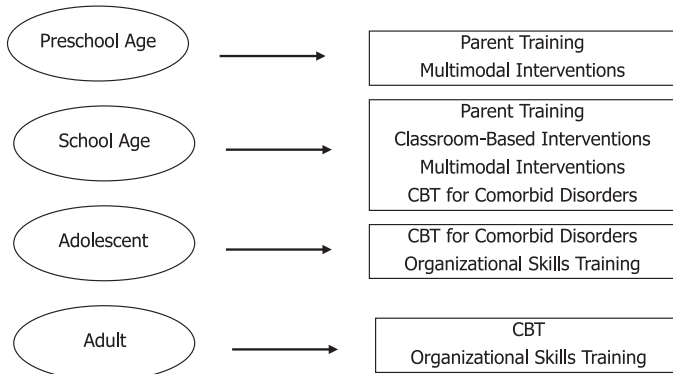 Preschool Age
Parent Training
Multimodal Interventions
School Age
Parent Training
Classroom-Based Interventions
Multimodal Interventions
CBT for Comorbid Disorders
Adolescent
CBT for Comorbid Disorders
Organizational Skills Training
Adult
CBT
Organizational Skills Training